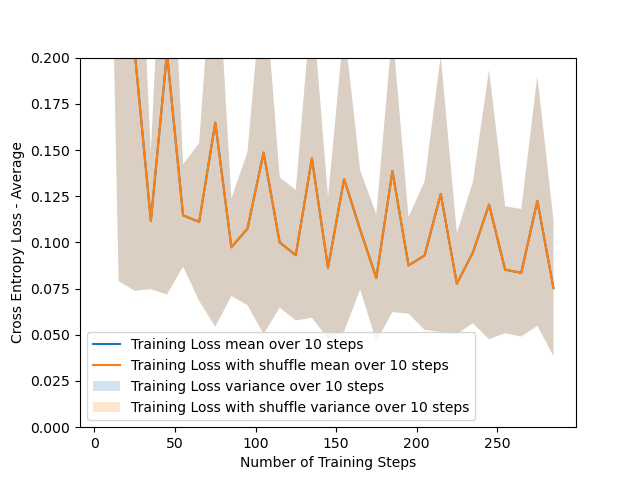 0.200
0.175
0.150
0.125
0.100
0.075
0.050
0.025
0.000
Cross Entropy Loss - Average
Training Loss mean over 10 steps
Training Loss with shuffle mean over 10 steps
Training Loss variance over 10 steps
Training Loss with shuffle variance over 10 steps
0 50 100 150 200 250
Number of Training Steps